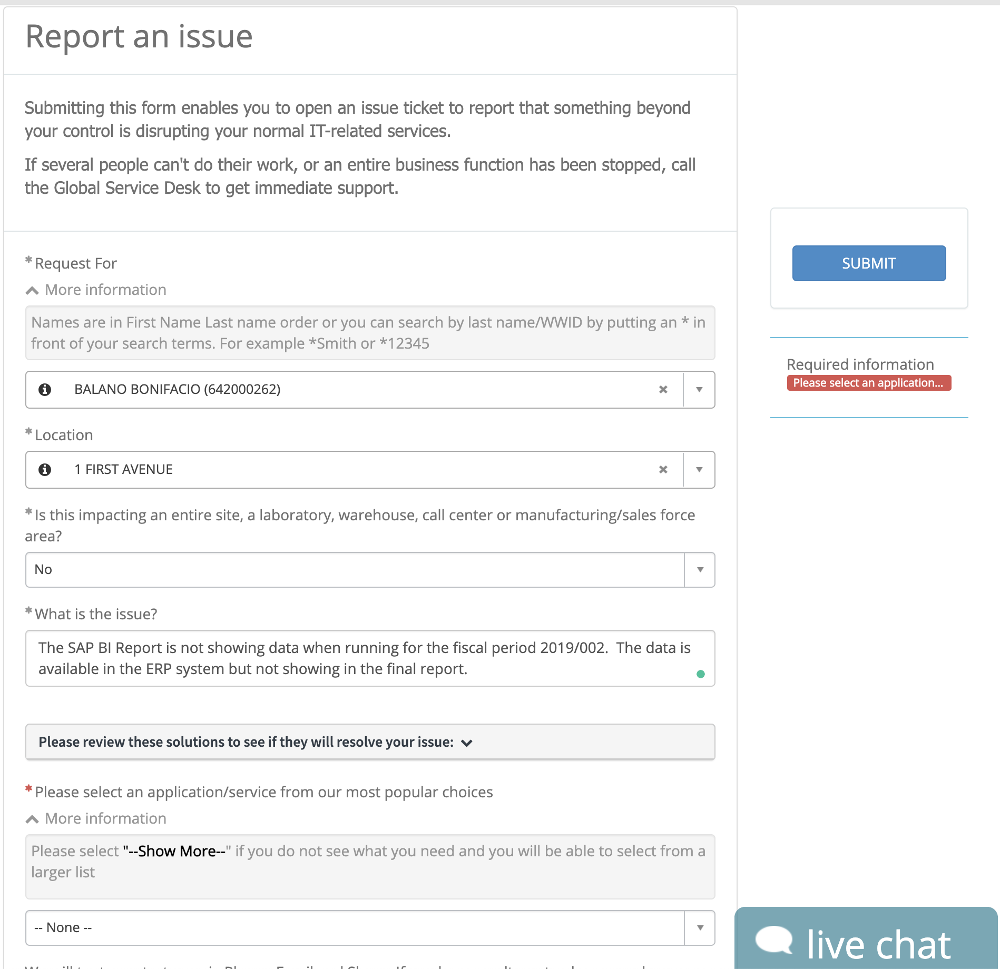 Report an issue
Submitting this form enables you to open an issue ticket to report that something beyond
your control is disrupting your normal IT-related services.
If several people can't do their work, or an entire business function has been stopped, call
the Global Service Desk to get immediate support.
* Request For
More information
Names are in First Name Last name order or you can search by last name/WWID by putting an * in
front of your search terms. For example *Smith or *12345
BALANO BONIFACIO (642000262)
* Location
1 FIRST AVENUE
* Is this impacting an entire site, a laboratory, warehouse, call center or manufacturing/sales force
area?
No
* What is the issue?
The SAP BI Report is not showing data when running for the fiscal period 2019/002.  The data is
available in the ERP system but not showing in the final report.
Please review these solutions to see if they will resolve your issue:
* Please select an application/service from our most popular choices
More information
Please select "--Show More--" if you do not see what you need and you will be able to select from a
larger list
-- None --
SUBMIT
Required information
Please select an application...
live chat